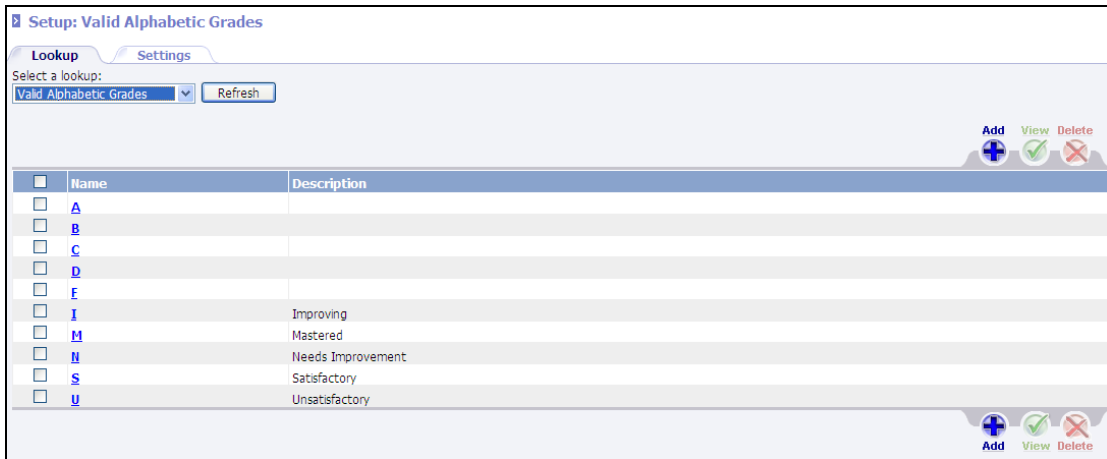 Setup: Valid Alphabetic Grades
Lookup Settings
Select a lookup:
Valid Alphabetic Grades Refresh
Add View Delete
Name Description
A
B
C
D
F
I Improving
M Mastered
N Needs Improvement
S Satisfactory
U Unsatisfactory
Add View Delete